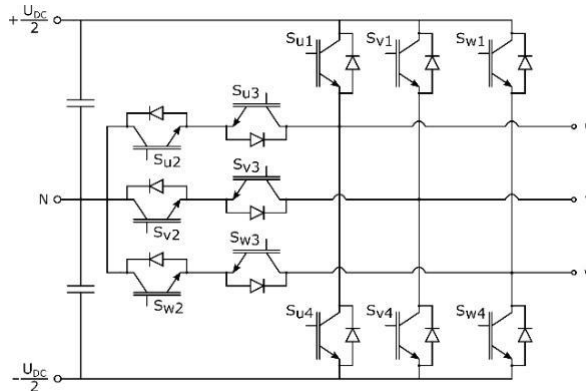 + U_DC/2
S_u1
S_v1
S_w1
S_u3
S_u2
S_v3
N
S_v2
S_w3
S_w2
S_u4
S_v4
S_w4
- U_DC/2